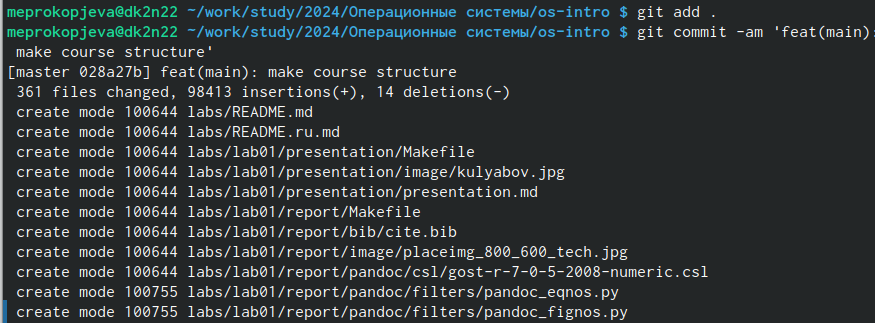 meprokopjeva@dk2n22 ~/work/study/2024/Операционные системы/os-intro $ git add .
meprokopjeva@dk2n22 ~/work/study/2024/Операционные системы/os-intro $ git commit -am 'feat(main):
 make course structure'
[master 028a27b] feat(main): make course structure
 361 files changed, 98413 insertions(+), 14 deletions(-)
 create mode 100644 labs/README.md
 create mode 100644 labs/README.ru.md
 create mode 100644 labs/lab01/presentation/Makefile
 create mode 100644 labs/lab01/presentation/image/kulyabov.jpg
 create mode 100644 labs/lab01/presentation/presentation.md
 create mode 100644 labs/lab01/report/Makefile
 create mode 100644 labs/lab01/report/bib/cite.bib
 create mode 100644 labs/lab01/report/image/placeimg_800_600_tech.jpg
 create mode 100644 labs/lab01/report/pandoc/csl/gost-r-7-0-5-2008-numeric.csl
 create mode 100755 labs/lab01/report/pandoc/filters/pandoc_eqnos.py
 create mode 100755 labs/lab01/report/pandoc/filters/pandoc_fignos.py